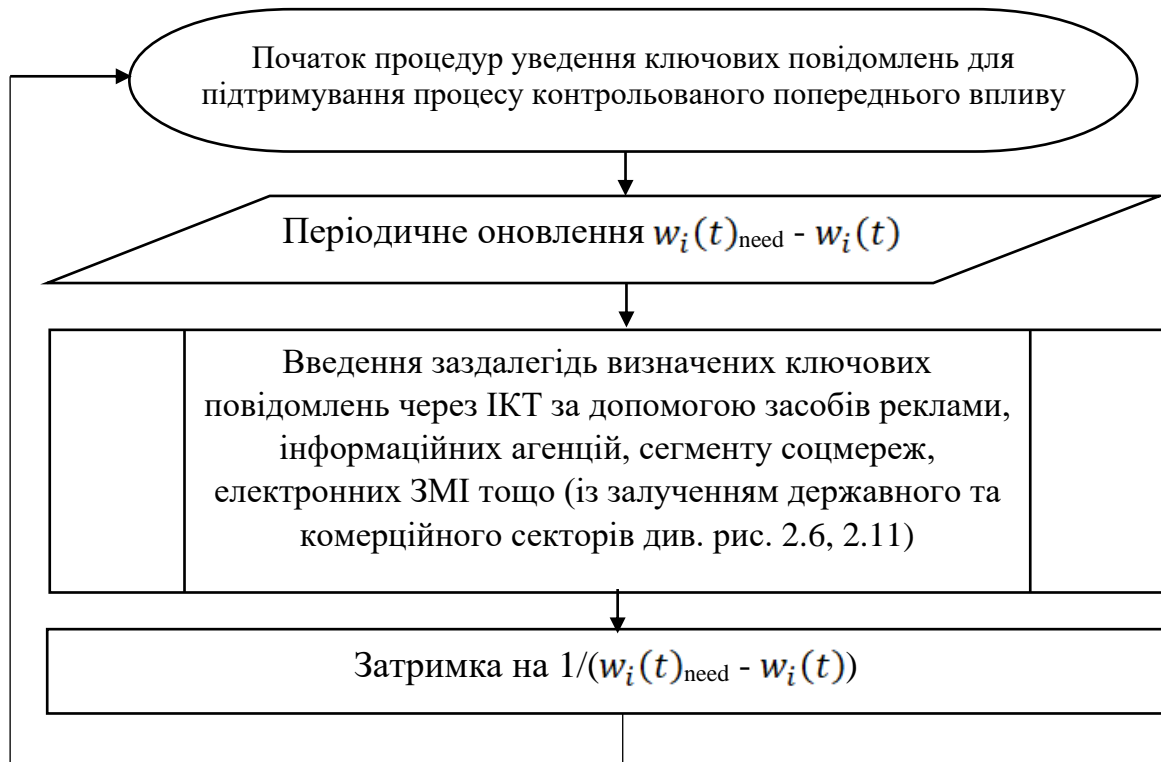 Початок процедур уведення ключових повідомлень для
підтримування процесу контрольованого попереднього впливу
Періодичне оновлення w_i(t)_need - w_i(t)
Введення заздалегідь визначених ключових
повідомлень через ІКТ за допомогою засобів реклами,
інформаційних агенцій, сегменту соцмереж,
електронних ЗМІ тощо (із залученням державного та
комерційного секторів див. рис. 2.6, 2.11)
Затримка на 1/(w_i(t)_need - w_i(t))